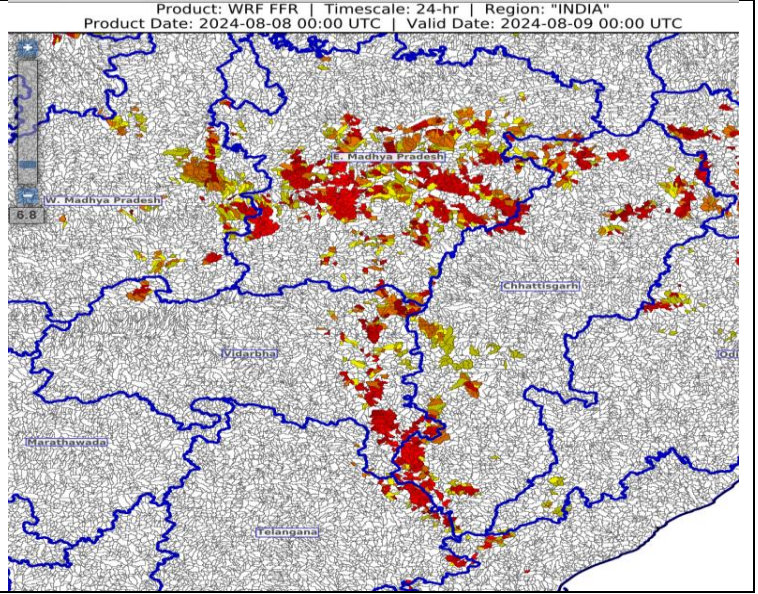 Product: WRF FFR | Timescale: 24-hr | Region: "INDIA"
Product Date: 2024-08-08 00:00 UTC | Valid Date: 2024-08-09 00:00 UTC
E. Madhya Pradesh
W. Madhya Pradesh
6.8
Chhattisgarh
Vidarbha
Odi
Marathawada
Telangana